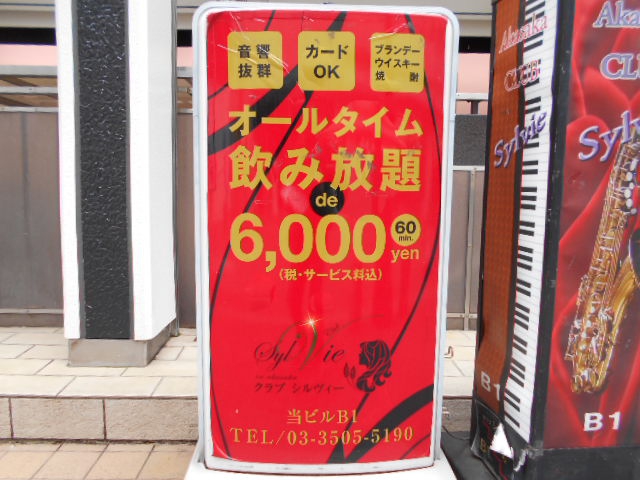 音響
抜群
カード
OK
ブランデー
ウイスキー
焼酎
オールタイム
飲み放題
de
6,000
60
min.
yen
(税・サービス料込)
Sylvie
クラブ シルヴィー
当ビルB1
TEL/03-3505-5190
Akasaka
CLUB
Sylvie
B1
Akasaka
CLU
Sylvie
B1